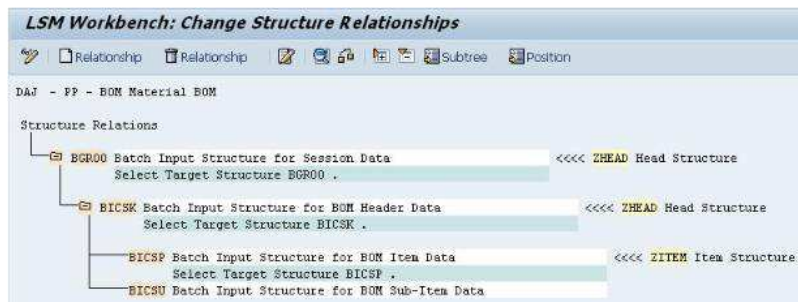 LSM Workbench: Change Structure Relationships
Relationship Relationship Subtree Position
DAJ - PP - BOM Material BOM
Structure Relations
BGR00 Batch Input Structure for Session Data <<<< ZHEAD Head Structure
Select Target Structure BGR00 .
BICSK Batch Input Structure for BOM Header Data <<<< ZHEAD Head Structure
Select Target Structure BICSK .
BICSP Batch Input Structure for BOM Item Data <<<< ZITEM Item Structure
Select Target Structure BICSP .
BICSU Batch Input Structure for BOM Sub-Item Data